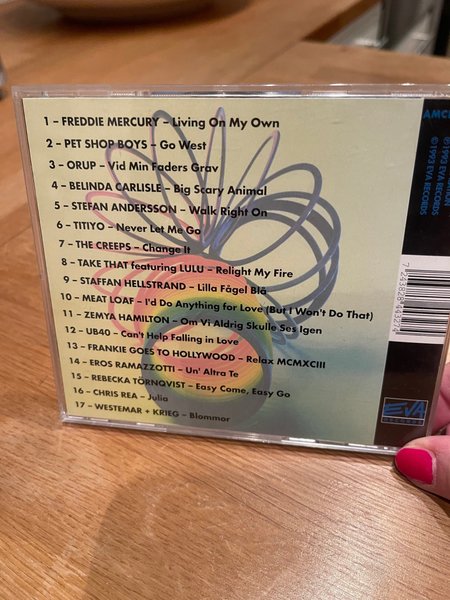 1 – FREDDIE MERCURY – Living On My Own
2 – PET SHOP BOYS – Go West
3 – ORUP – Vid Min Faders Grav
4 – BELINDA CARLISLE – Big Scary Animal
5 – STEFAN ANDERSSON – Walk Right On
6 – TITIYO – Never Let Me Go
7 – THE CREEPS – Change It
8 – TAKE THAT featuring LULU – Relight My Fire
9 – STAFFAN HELLSTRAND – Lilla Fågel Blå
10 – MEAT LOAF – I'd Do Anything for Love (But I Won't Do That)
11 – ZEMYA HAMILTON – Om Vi Aldrig Skulle Ses Igen
12 – UB40 – Can't Help Falling in Love
13 – FRANKIE GOES TO HOLLYWOOD – Relax MCMXCIII
14 – EROS RAMAZZOTTI – Un' Altra Te
15 – REBECKA TÖRNQVIST – Easy Come, Easy Go
16 – CHRIS REA – Julia
17 – WESTEMAR + KRIEG – Blommor
©1993 EVA RECORDS
EVA
RECORDS